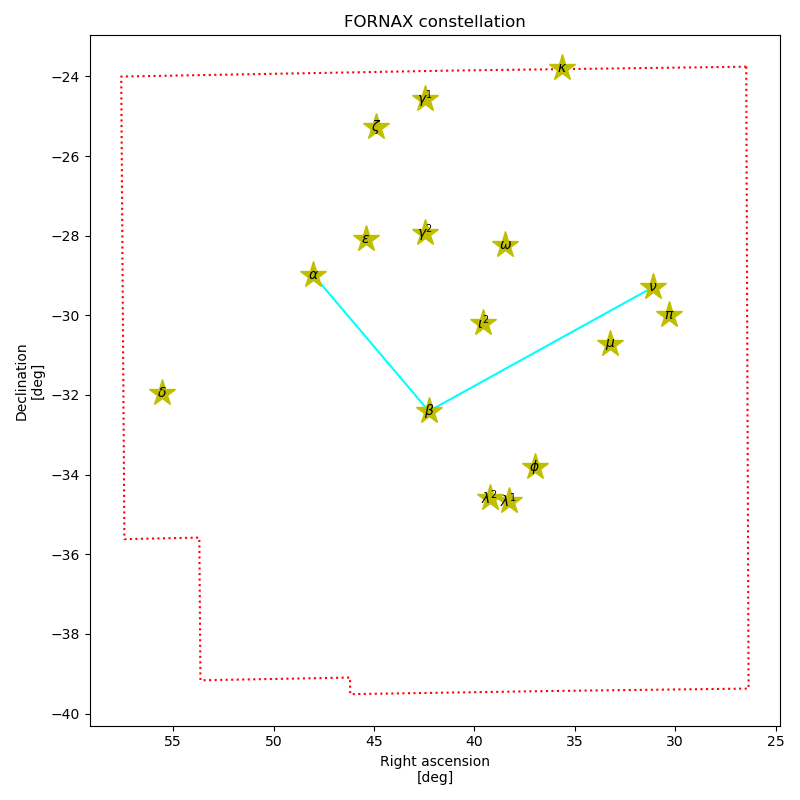 FORNAX constellation
−24
−26
−28
−30
−32
−34
−36
−38
−40
Declination
[deg]
κ
γ¹
ζ
γ²
ε
ω
α
ν
π
ι²
μ
δ
β
ϕ
λ² λ¹
55 50 45 40 35 30 25
Right ascension
[deg]